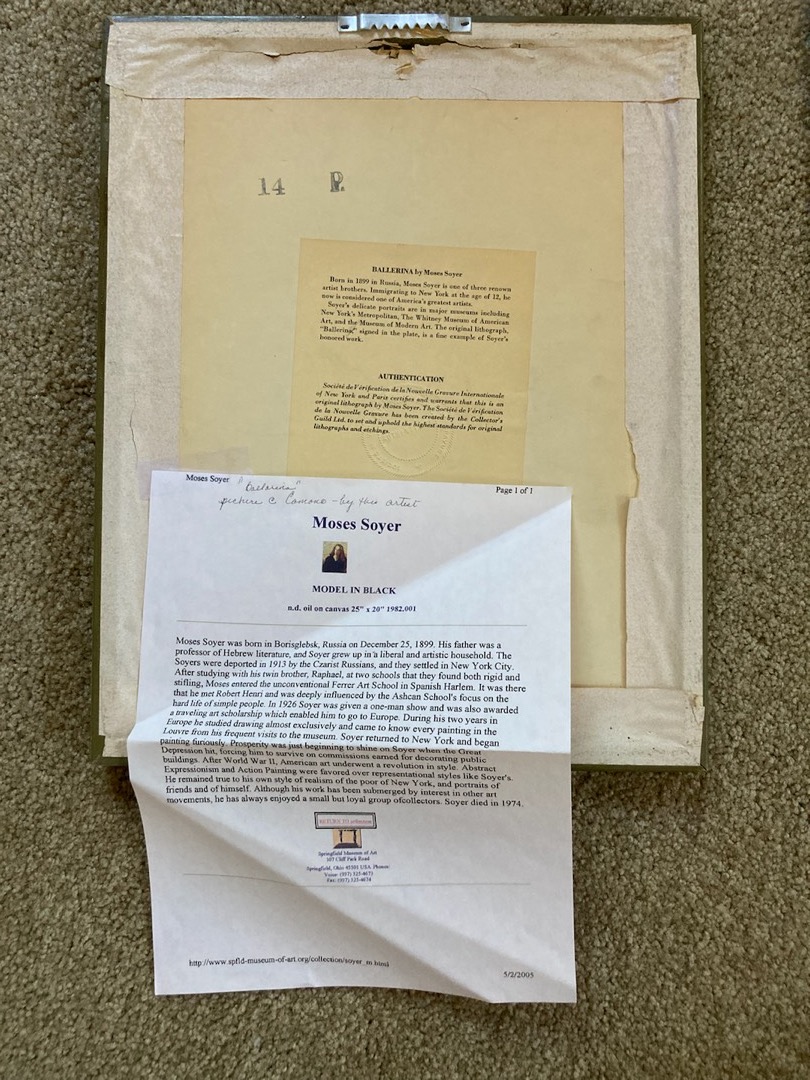 14 P.
BALLERINA by Moses Soyer
Born in 1899 in Russia, Moses Soyer is one of three renown
artist brothers. Immigrating to New York at the age of 12, he
now is considered one of America's greatest artists.
Soyer's delicate portraits are in major museums including
New York's Metropolitan, The Whitney Museum of American
Art, and the Museum of Modern Art. The original lithograph,
"Ballerina," signed in the plate, is a fine example of Soyer's
honored work.
AUTHENTICATION
Société de Vérification de la Nouvelle Gravure Internationale
of New York and Paris certifies and warrants that this is an
original lithograph by Moses Soyer. The Société de Vérification
de la Nouvelle Gravure has been created by the Collector's
Guild Ltd. to set and uphold the highest standards for original
lithographs and etchings.
Moses Soyer "Ballerina" Page 1 of 1
picture c̄ - by this artist
Moses Soyer
MODEL IN BLACK
n.d. oil on canvas 25" x 20" 1982.001
Moses Soyer was born in Borisglebsk, Russia on December 25, 1899. His father was a
professor of Hebrew literature, and Soyer grew up in a liberal and artistic household. The
Soyers were deported in 1913 by the Czarist Russians, and they settled in New York City.
After studying with his twin brother, Raphael, at two schools that they found both rigid and
stifling, Moses entered the unconventional Ferrer Art School in Spanish Harlem. It was there
that he met Robert Henri and was deeply influenced by the Ashcan School's focus on the
hard life of simple people. In 1926 Soyer was given a one-man show and was also awarded
a traveling art scholarship which enabled him to go to Europe. During his two years in
Europe he studied drawing almost exclusively and came to know every painting in the
Louvre from his frequent visits to the museum. Soyer returned to New York and began
painting furiously. Prosperity was just beginning to shine on Soyer when the Great
Depression hit, forcing him to survive on commissions earned for decorating public
buildings. After World War II, American art underwent a revolution in style. Abstract
Expressionism and Action Painting were favored over representational styles like Soyer's.
He remained true to his own style of realism of the poor of New York, and portraits of
friends and of himself. Although his work has been submerged by interest in other art
movements, he has always enjoyed a small but loyal group ofcollectors. Soyer died in 1974.
RETURN TO
Springfield Museum of Art
107 Cliff Park Road
Springfield, Ohio 45501 USA Phones:
Voice: (937) 325-4673
Fax: (937) 325-4674
http://www.spfld-museum-of-art.org/collection/soyer_m.html
5/2/2005